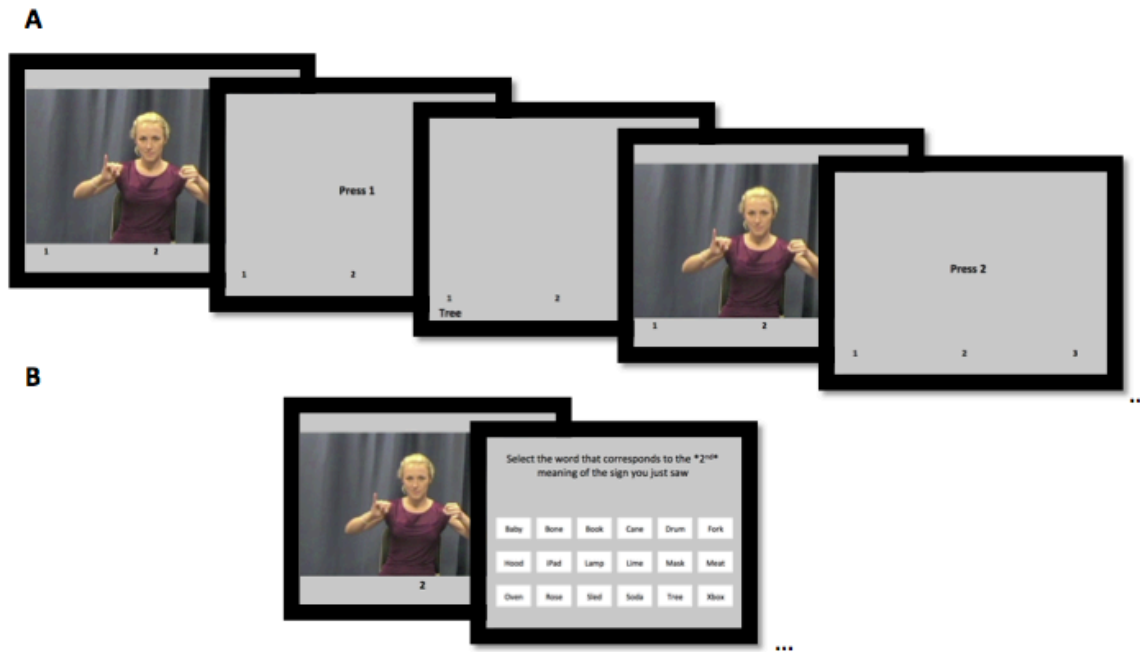 A
1 2
Press 1
1 2
1 2
Tree
1 2
Press 2
1 2 3
..
B
2
Select the word that corresponds to the *2nd*
meaning of the sign you just saw
Baby Bone Book Cane Drum Fork
Hood IPad Lamp Lime Mask Meat
Oven Rose Sled Soda Tree Xbox
...